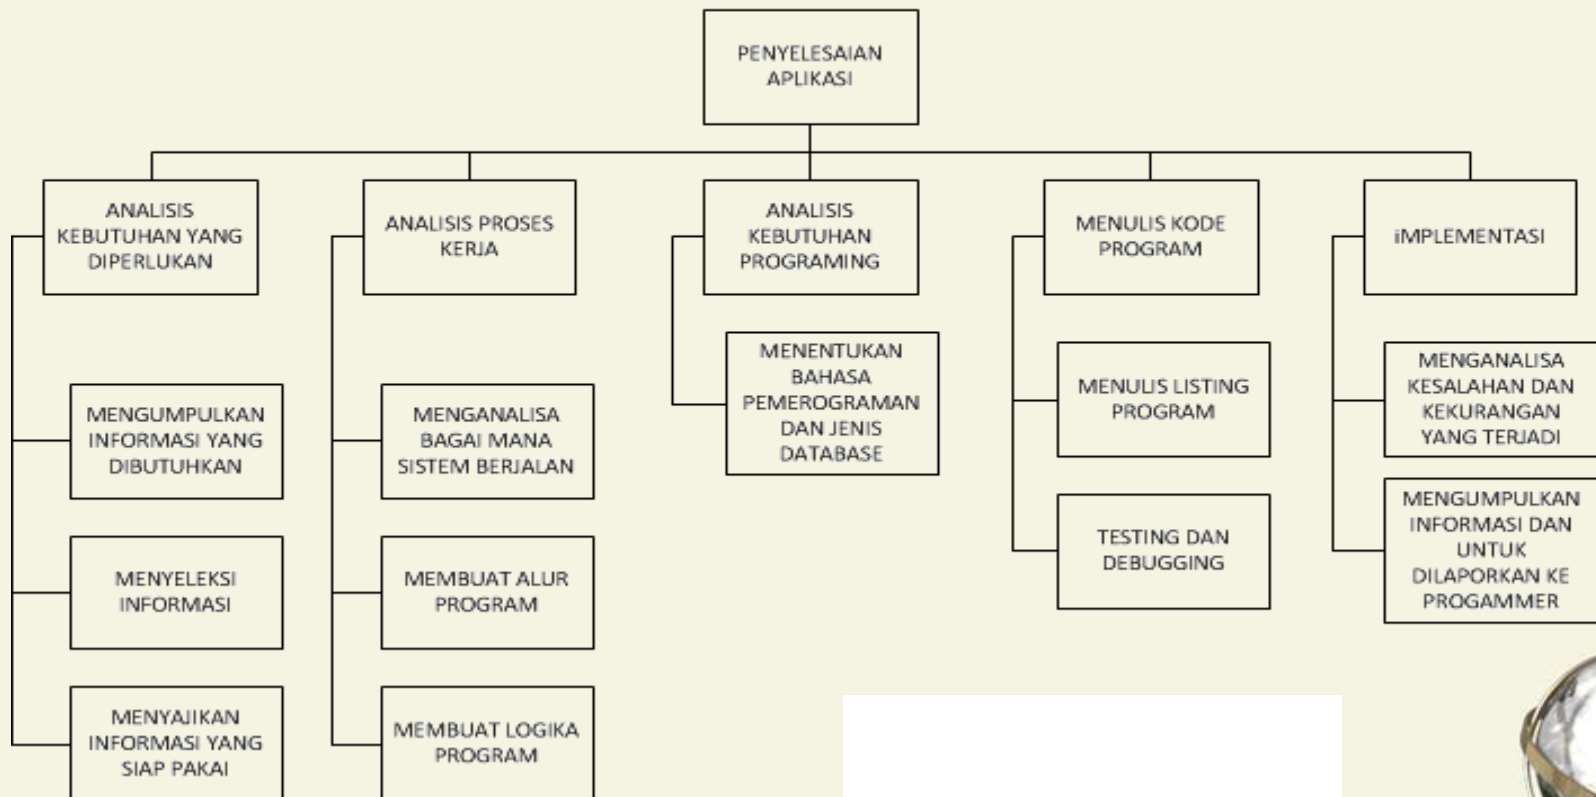 PENYELESAIAN
APLIKASI
ANALISIS
KEBUTUHAN YANG
DIPERLUKAN
MENGUMPULKAN
INFORMASI YANG
DIBUTUHKAN
MENYELEKSI
INFORMASI
MENYAJIKAN
INFORMASI YANG
SIAP PAKAI
ANALISIS PROSES
KERJA
MENGANALISA
BAGAI MANA
SISTEM BERJALAN
MEMBUAT ALUR
PROGRAM
MEMBUAT LOGIKA
PROGRAM
ANALISIS
KEBUTUHAN
PROGRAMING
MENENTUKAN
BAHASA
PEMEROGRAMAN
DAN JENIS
DATABASE
MENULIS KODE
PROGRAM
MENULIS LISTING
PROGRAM
TESTING DAN
DEBUGGING
iMPLEMENTASI
MENGANALISA
KESALAHAN DAN
KEKURANGAN
YANG TERJADI
MENGUMPULKAN
INFORMASI DAN
UNTUK
DILAPORKAN KE
PROGAMMER